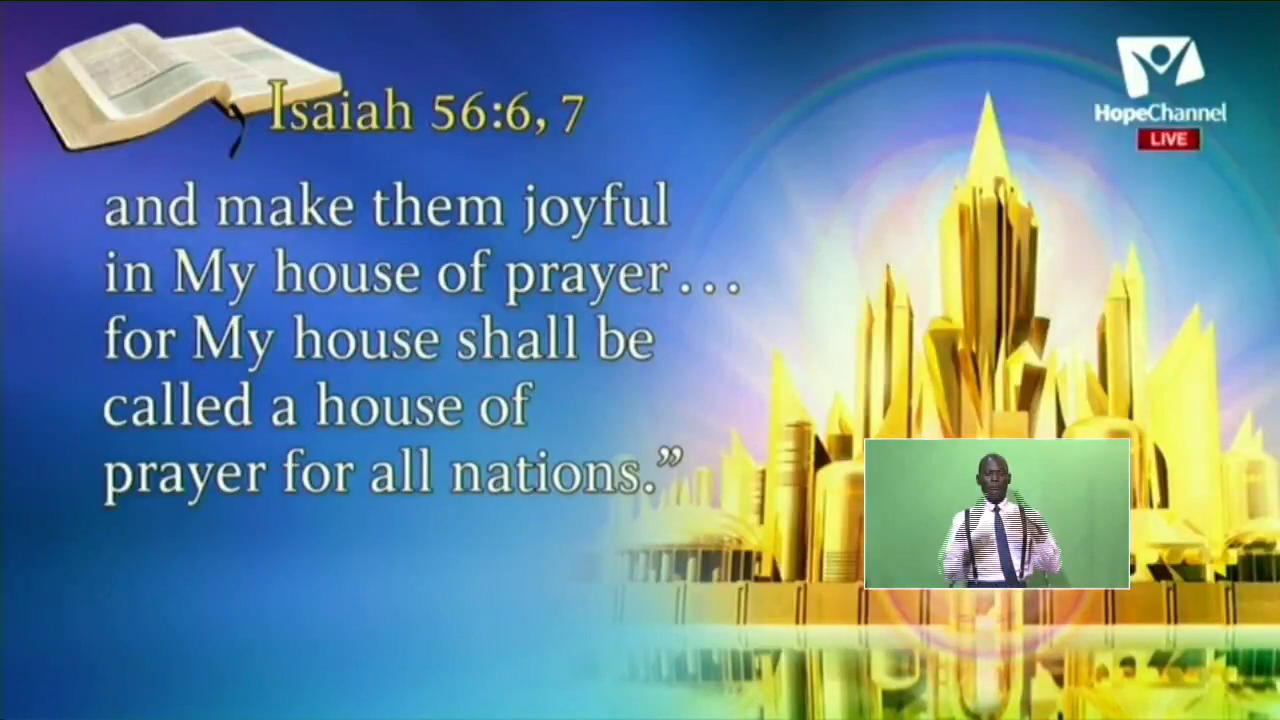 Isaiah 56:6, 7
HopeChannel
LIVE
and make them joyful
in My house of prayer...
for My house shall be
called a house of
prayer for all nations.”